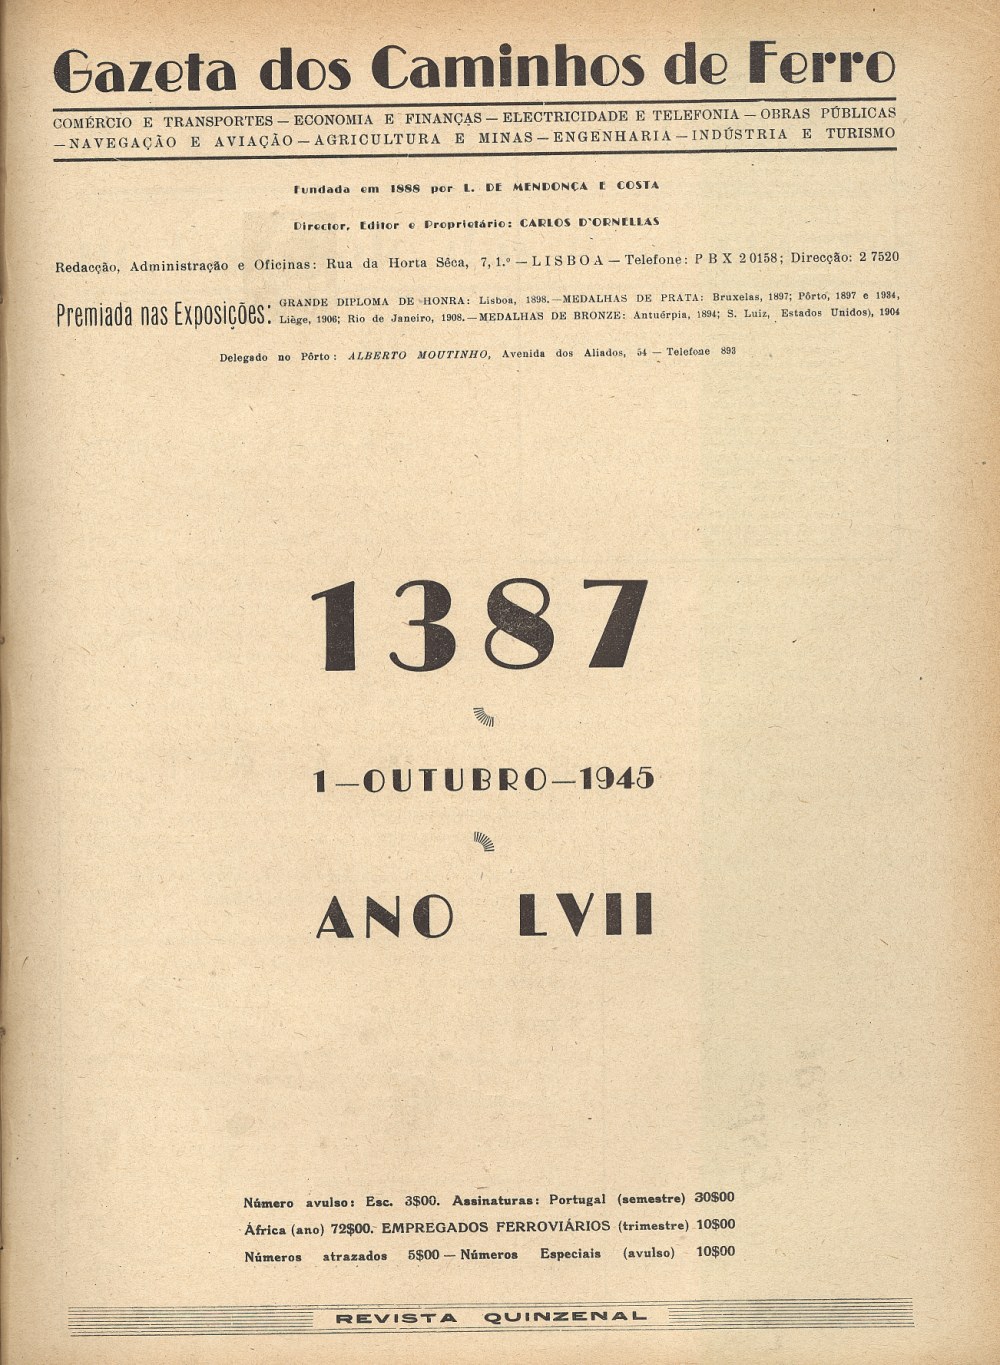 Gazeta dos Caminhos de Ferro
COMÉRCIO E TRANSPORTES — ECONOMIA E FINANÇAS — ELECTRICIDADE E TELEFONIA — OBRAS PÚBLICAS
— NAVEGAÇÃO E AVIAÇÃO — AGRICULTURA E MINAS — ENGENHARIA — INDÚSTRIA E TURISMO
Fundada em 1888 por L. DE MENDONÇA E COSTA
Director, Editor e Proprietário: CARLOS D'ORNELLAS
Redacção, Administração e Oficinas: Rua da Horta Sêca, 7, 1.º — LISBOA — Telefone: P B X 2 0158; Direcção: 2 7520
Premiada nas Exposições:
GRANDE DIPLOMA DE HONRA: Lisboa, 1898. — MEDALHAS DE PRATA: Bruxelas, 1897; Pôrto, 1897 e 1934,
Liège, 1906; Rio de Janeiro, 1908. — MEDALHAS DE BRONZE: Antuérpia, 1894; S. Luiz, Estados Unidos), 1904
Delegado no Pôrto: ALBERTO MOUTINHO, Avenida dos Aliados, 54 — Telefone 893
1387
1—OUTUBRO—1945
ANO LVII
Número avulso: Esc. 3$00. Assinaturas: Portugal (semestre) 30$00
África (ano) 72$00. EMPREGADOS FERROVIÁRIOS (trimestre) 10$00
Números atrazados 5$00 — Números Especiais (avulso) 10$00
REVISTA QUINZENAL